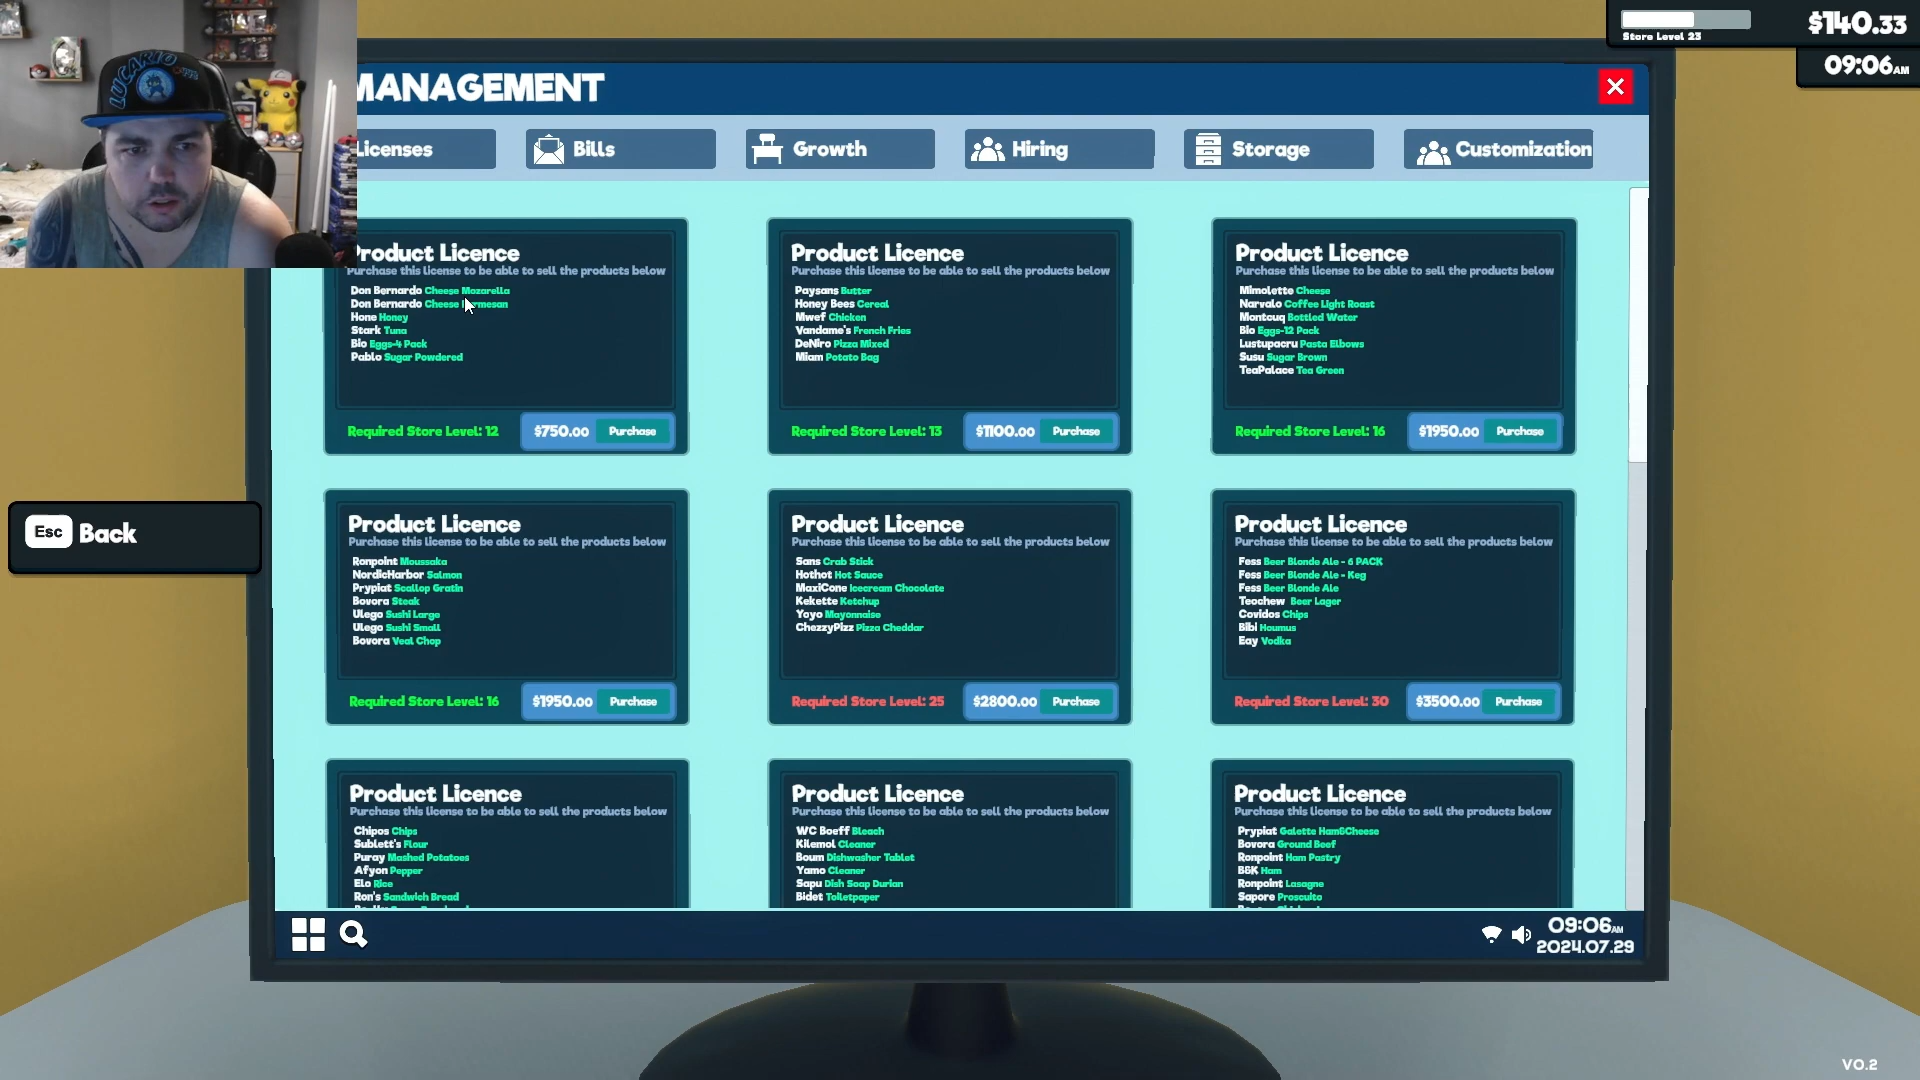 LUCARIO
$140.33
Store Level 23
09:06AM
MANAGEMENT
Licenses
Bills
Growth
Hiring
Storage
Customization
Product Licence
Purchase this license to be able to sell the products below
Don Bernardo Cheese Mozarella
Don Bernardo Cheese
Hone Honey
Stark Tuna
Bio Eggs-4 Pack
Pablo Sugar Powdered
Required Store Level: 12
$750.00 Purchase
Product Licence
Purchase this license to be able to sell the products below
Paysans Butter
Honey Bees Cereal
Mwef Chicken
Vandame's French Fries
DeNiro Pizza Mixed
Miam Potato Bag
Required Store Level: 13
$1100.00 Purchase
Product Licence
Purchase this license to be able to sell the products below
Mimolette Cheese
Narvalo Coffee Light Roast
Montcuq Bottled Water
Bio Eggs-12 Pack
Lustupacru Pasta Elbows
Susu Sugar Brown
TeaPalace Tea Green
Required Store Level: 16
$1950.00 Purchase
Esc Back
Product Licence
Purchase this license to be able to sell the products below
Ronpoint Moussaka
NordicHarbor Salmon
Prypiat Scallop Gratin
Bovora Steak
Ulego Sushi Large
Ulego Sushi Small
Bovora Veal Chop
Required Store Level: 16
$1950.00 Purchase
Product Licence
Purchase this license to be able to sell the products below
Sans Crab Stick
Hothot Hot Sauce
MaxiCone Icecream Chocolate
Kekette Ketchup
Yoyo Mayonnaise
ChezzyPizz Pizza Cheddar
Required Store Level: 25
$2800.00 Purchase
Product Licence
Purchase this license to be able to sell the products below
Fess Beer Blonde Ale - 6 PACK
Fess Beer Blonde Ale - Keg
Fess Beer Blonde Ale
Teochew Beer Lager
Covidos Chips
Bibi Houmus
Eay Vodka
Required Store Level: 30
$3500.00 Purchase
Product Licence
Purchase this license to be able to sell the products below
Chipos Chips
Sublett's Flour
Puray Mashed Potatoes
Afyon Pepper
Elo Rice
Ron's Sandwich Bread
Product Licence
Purchase this license to be able to sell the products below
WC Boeff Bleach
Kilemol Cleaner
Boum Dishwasher Tablet
Yamo Cleaner
Sapu Dish Soap Durian
Bidet Toiletpaper
Product Licence
Purchase this license to be able to sell the products below
Prypiat Galette Ham&Cheese
Bovora Ground Beef
Ronpoint Ham Pastry
B&K Ham
Ronpoint Lasagne
Sapore Proscuito
09:06AM
2024.07.29
V0.2